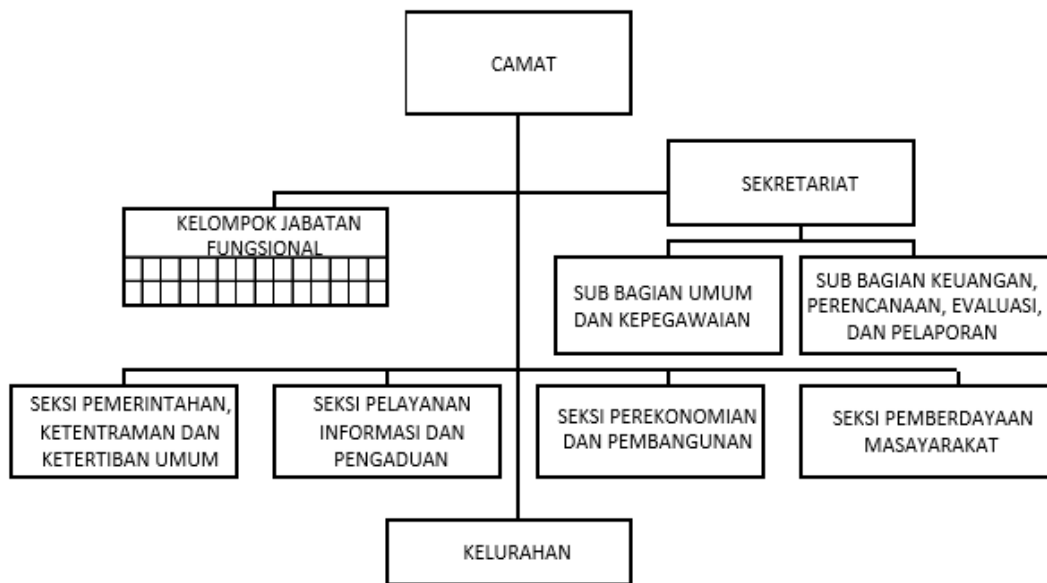 CAMAT
SEKRETARIAT
KELOMPOK JABATAN
FUNGSIONAL
SUB BAGIAN UMUM
DAN KEPEGAWAIAN
SUB BAGIAN KEUANGAN,
PERENCANAAN, EVALUASI,
DAN PELAPORAN
SEKSI PEMERINTAHAN,
KETENTRAMAN DAN
KETERTIBAN UMUM
SEKSI PELAYANAN
INFORMASI DAN
PENGADUAN
SEKSI PEREKONOMIAN
DAN PEMBANGUNAN
SEKSI PEMBERDAYAAN
MASAYARAKAT
KELURAHAN